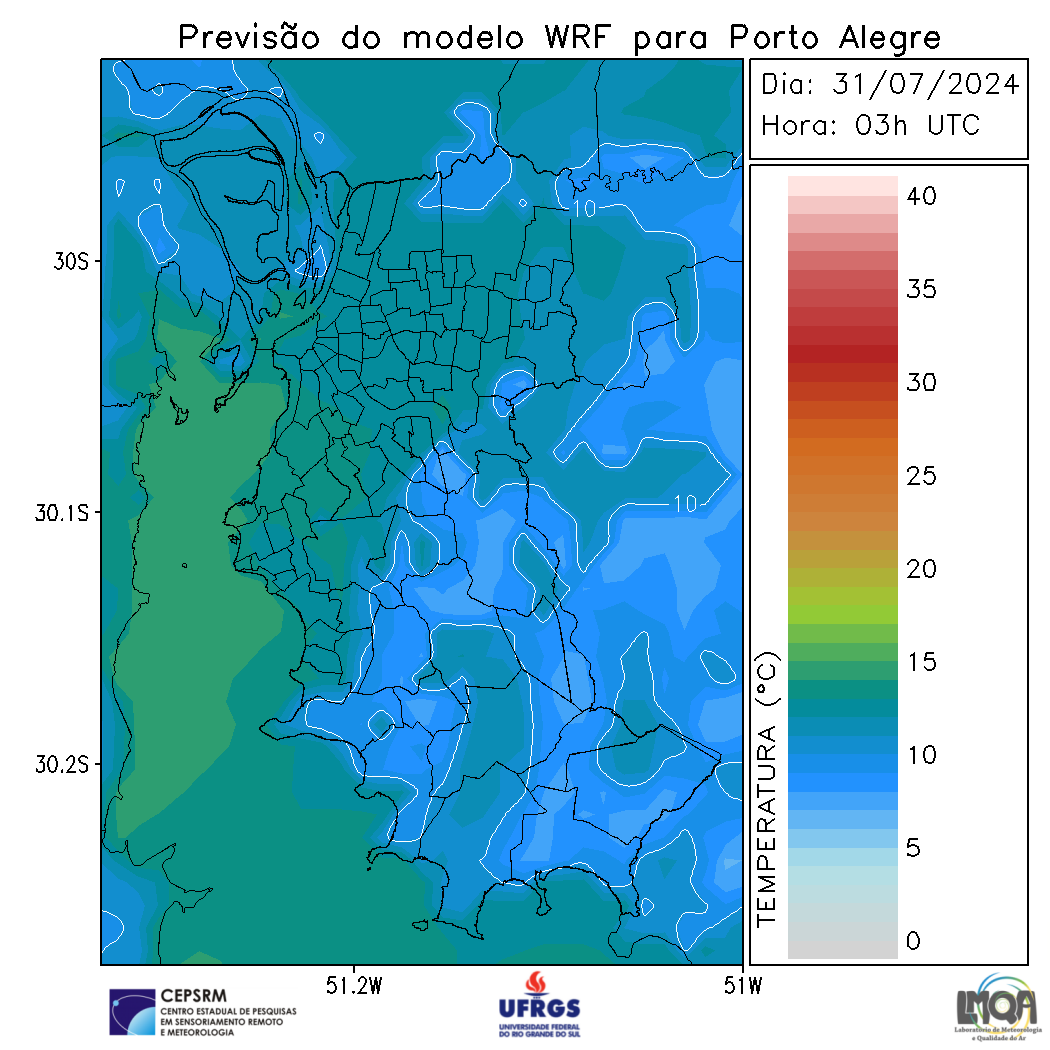 Previsão do modelo WRF para Porto Alegre
Dia: 31/07/2024
Hora: 03h UTC
40
35
30
25
20
15
10
5
0
TEMPERATURA (°C)
30S
30.1S
30.2S
51.2W
51W
10
10
CEPSRM
CENTRO ESTADUAL DE PESQUISAS
EM SENSORIAMENTO REMOTO
E METEOROLOGIA
UFRGS
UNIVERSIDADE FEDERAL
DO RIO GRANDE DO SUL
LMQA
Laboratório de Meteorologia
e Qualidade do Ar